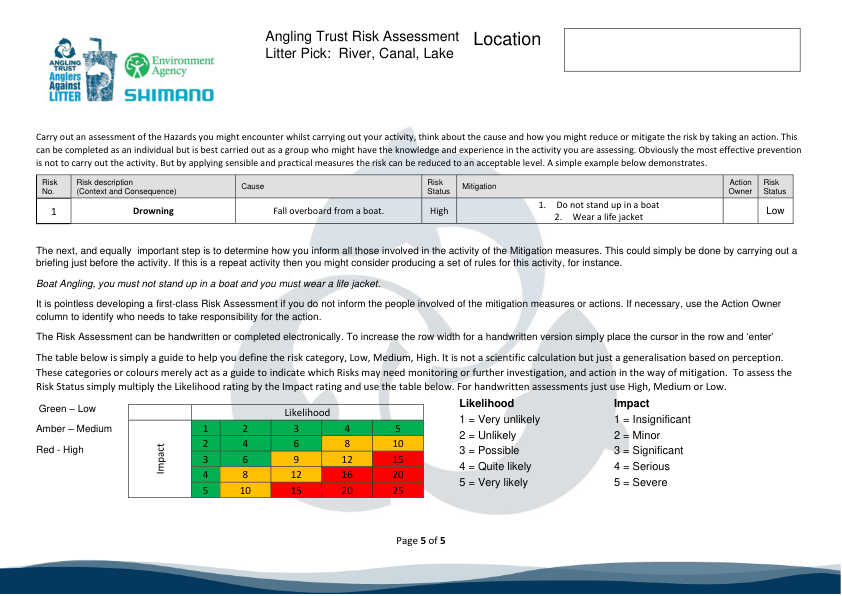 ANGLING
TRUST
Anglers
Against
LITTER
Environment
Agency
SHIMANO
Angling Trust Risk Assessment
Litter Pick:  River, Canal, Lake
Location
Carry out an assessment of the Hazards you might encounter whilst carrying out your activity, think about the cause and how you might reduce or mitigate the risk by taking an action. This
can be completed as an individual but is best carried out as a group who might have the knowledge and experience in the activity you are assessing. Obviously the most effective prevention
is not to carry out the activity. But by applying sensible and practical measures the risk can be reduced to an acceptable level. A simple example below demonstrates.
Risk No. Risk description (Context and Consequence) Cause Risk Status Mitigation Action Owner Risk Status
1 Drowning Fall overboard from a boat. High 1. Do not stand up in a boat Low
2. Wear a life jacket
The next, and equally  important step is to determine how you inform all those involved in the activity of the Mitigation measures. This could simply be done by carrying out a
briefing just before the activity. If this is a repeat activity then you might consider producing a set of rules for this activity, for instance.
Boat Angling, you must not stand up in a boat and you must wear a life jacket.
It is pointless developing a first-class Risk Assessment if you do not inform the people involved of the mitigation measures or actions. If necessary, use the Action Owner
column to identify who needs to take responsibility for the action.
The Risk Assessment can be handwritten or completed electronically. To increase the row width for a handwritten version simply place the cursor in the row and ‘enter’
The table below is simply a guide to help you define the risk category, Low, Medium, High. It is not a scientific calculation but just a generalisation based on perception.
These categories or colours merely act as a guide to indicate which Risks may need monitoring or further investigation, and action in the way of mitigation.  To assess the
Risk Status simply multiply the Likelihood rating by the Impact rating and use the table below. For handwritten assessments just use High, Medium or Low.
Green – Low
Amber – Medium
Red - High
Likelihood
Impact
1 2 3 4 5
2 4 6 8 10
3 6 9 12 15
4 8 12 16 20
5 10 15 20 25
Likelihood
1 = Very unlikely
2 = Unlikely
3 = Possible
4 = Quite likely
5 = Very likely
Impact
1 = Insignificant
2 = Minor
3 = Significant
4 = Serious
5 = Severe
Page 5 of 5